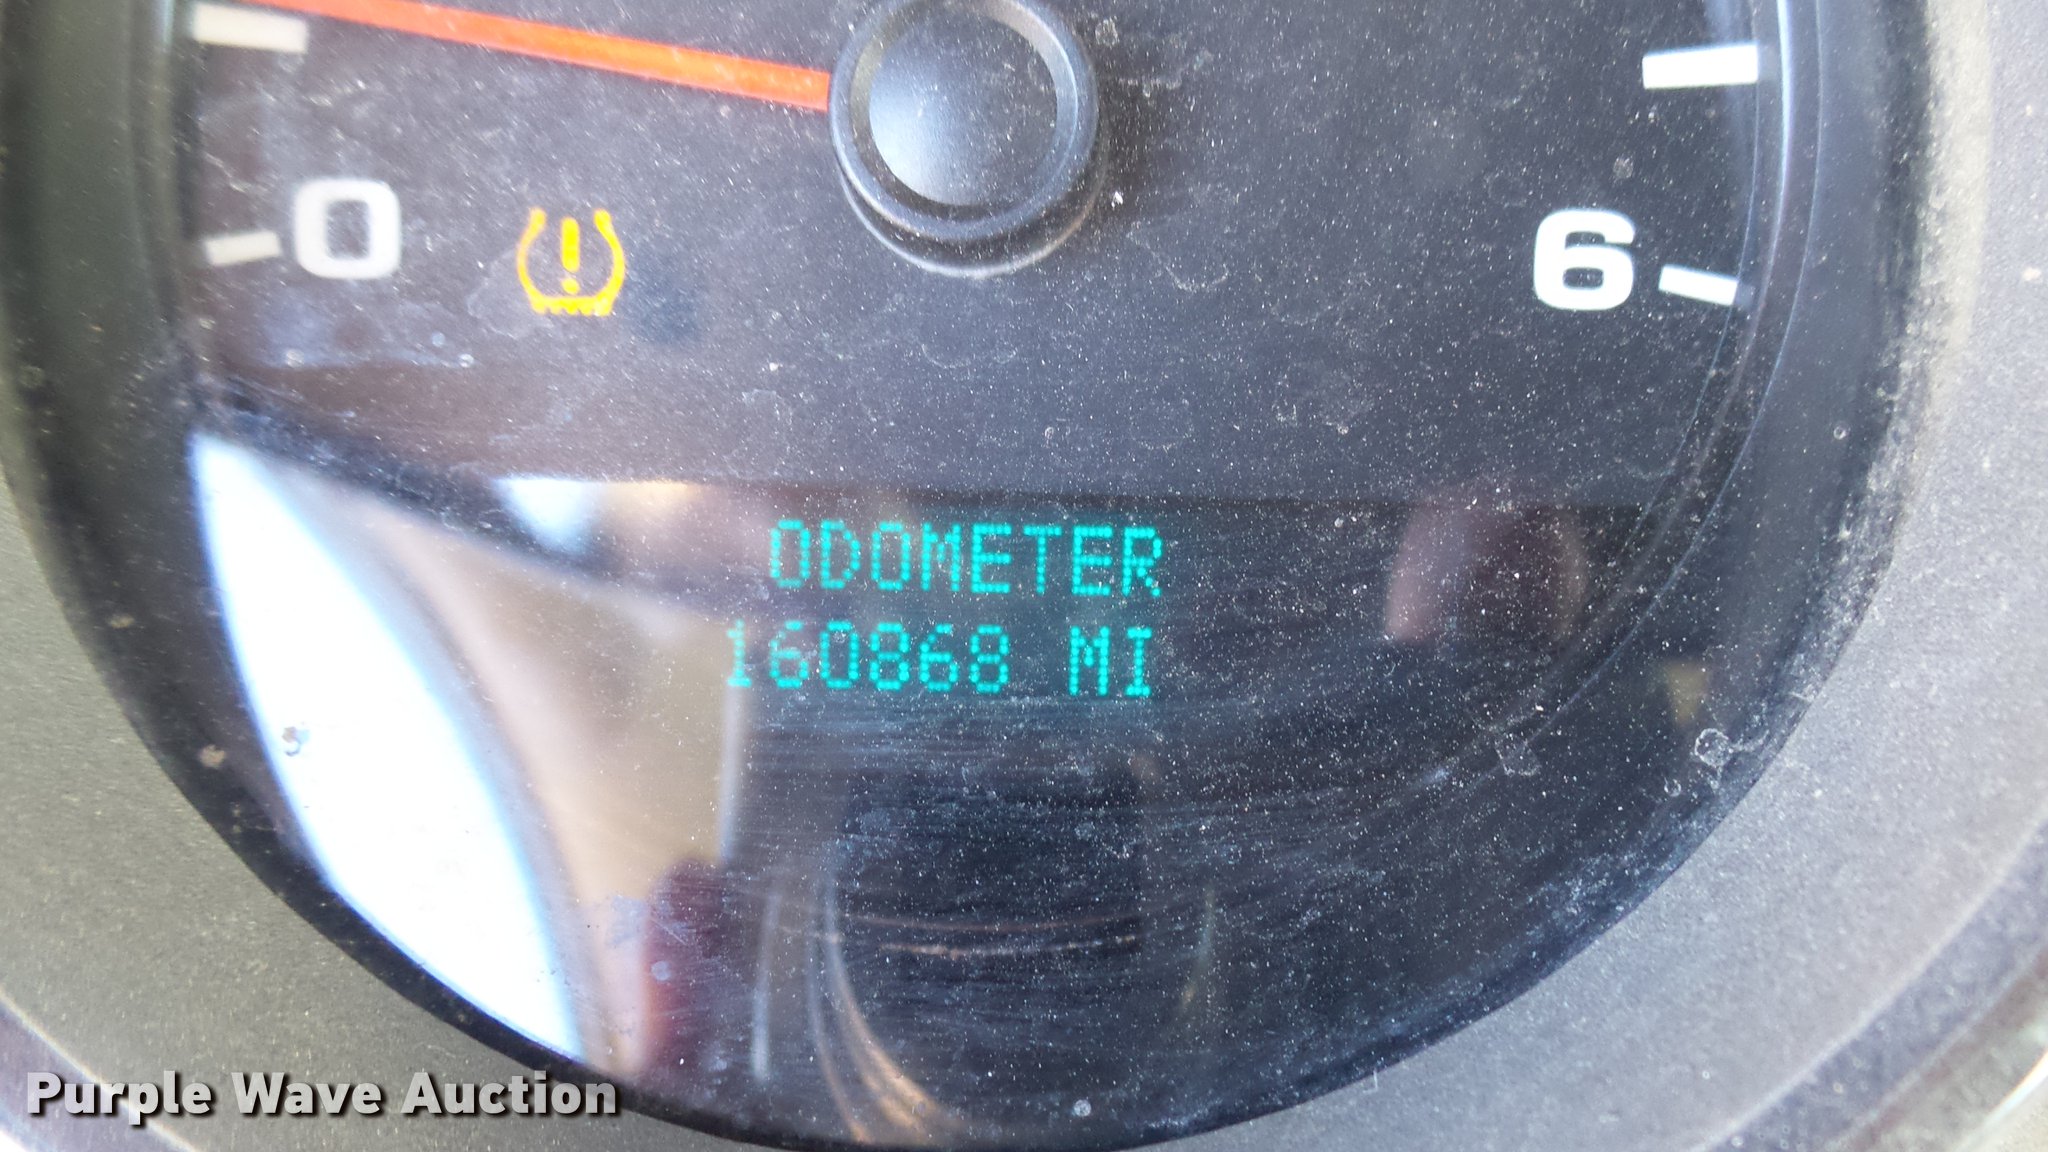 0
6
ODOMETER
160868 MI
Purple Wave Auction